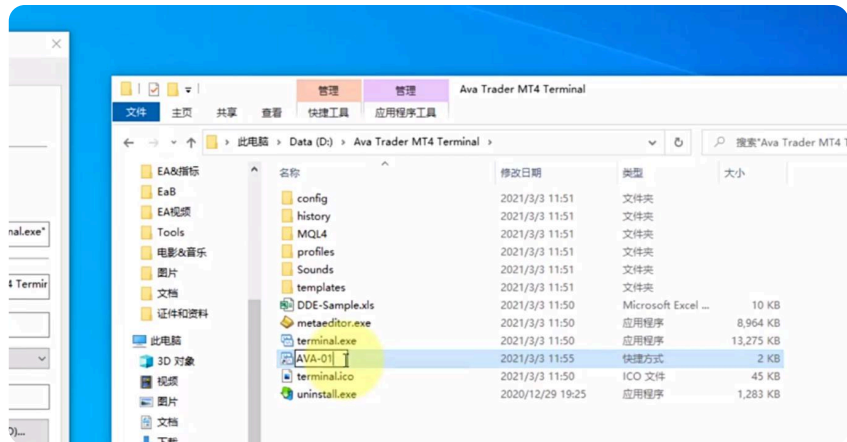 管理
管理
Ava Trader MT4 Terminal
文件
主页
共享
查看
快捷工具
应用程序工具
此电脑 > Data (D:) > Ava Trader MT4 Terminal >
搜索"Ava Trader MT4
名称
修改日期
类型
大小
EA&指标
EaB
EA视频
Tools
电影&音乐
图片
文档
证件和资料
此电脑
3D 对象
视频
图片
文档
config 2021/3/3 11:51 文件夹
history 2021/3/3 11:51 文件夹
MQL4 2021/3/3 11:51 文件夹
profiles 2021/3/3 11:51 文件夹
Sounds 2021/3/3 11:51 文件夹
templates 2021/3/3 11:51 文件夹
DDE-Sample.xls 2021/3/3 11:50 Microsoft Excel ... 10 KB
metaeditor.exe 2021/3/3 11:50 应用程序 8,964 KB
terminal.exe 2021/3/3 11:50 应用程序 13,275 KB
AVA-01 2021/3/3 11:55 快捷方式 2 KB
terminal.ico 2021/3/3 11:50 ICO 文件 45 KB
uninstall.exe 2020/12/29 19:25 应用程序 1,283 KB
nal.exe"
4 Termir
)...